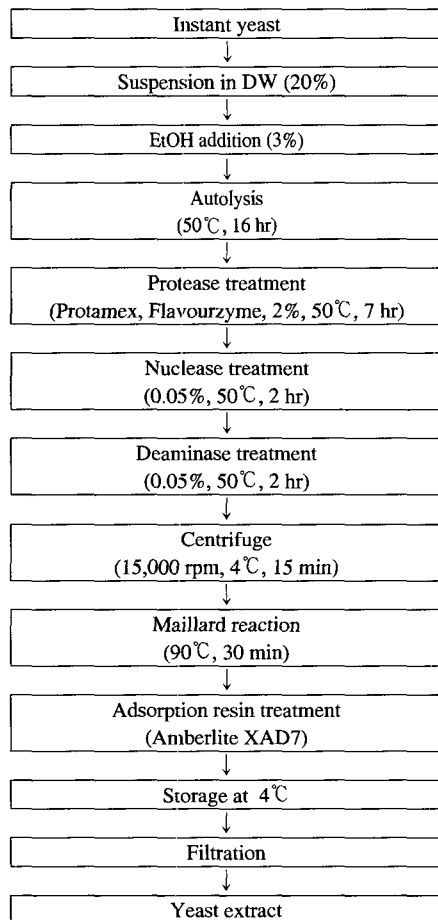 Instant yeast
Suspension in DW (20%)
EtOH addition (3%)
Autolysis
(50℃, 16 hr)
Protease treatment
(Protamex, Flavourzyme, 2%, 50℃, 7 hr)
Nuclease treatment
(0.05%, 50℃, 2 hr)
Deaminase treatment
(0.05%, 50℃, 2 hr)
Centrifuge
(15,000 rpm, 4℃, 15 min)
Maillard reaction
(90℃, 30 min)
Adsorption resin treatment
(Amberlite XAD7)
Storage at 4℃
Filtration
Yeast extract